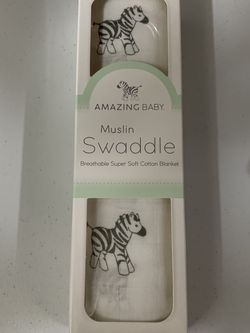 AMAZING BABY.
Muslin
Swaddle
Breathable Super Soft Cotton Blanket